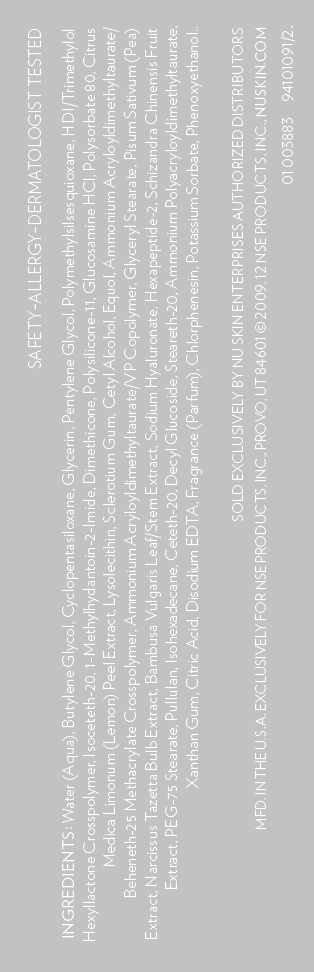 SAFETY-ALLERGY-DERMATOLOGIST TESTED
INGREDIENTS: Water (Aqua), Butylene Glycol, Cyclopentasiloxane, Glycerin, Pentylene Glycol, Polymethylsilsesquioxane, HDI/Trimethylol
Hexyllactone Crosspolymer, Isoceteth-20, 1-Methylhydantoin-2-Imide, Dimethicone, Polysilicone-11, Glucosamine HCl, Polysorbate 80, Citrus
Medica Limonum (Lemon) Peel Extract, Lysolecithin, Sclerotium Gum, Cetyl Alcohol, Equol, Ammonium Acryloyldimethyltaurate/
Beheneth-25 Methacrylate Crosspolymer, Ammonium Acryloyldimethyltaurate/VP Copolymer, Glyceryl Stearate, Pisum Sativum (Pea)
Extract, Narcissus Tazetta Bulb Extract, Bambusa Vulgaris Leaf/Stem Extract, Sodium Hyaluronate, Hexapeptide-2, Schizandra Chinensis Fruit
Extract, PEG-75 Stearate, Pullulan, Isohexadecane, Ceteth-20, Decyl Glucoside, Steareth-20, Ammonium Polyacryloyldimethyltaurate,
Xanthan Gum, Citric Acid, Disodium EDTA, Fragrance (Parfum), Chlorphenesin, Potassium Sorbate, Phenoxyethanol.
SOLD EXCLUSIVELY BY NU SKIN ENTERPRISES AUTHORIZED DISTRIBUTORS
MFD. IN THE U.S.A. EXCLUSIVELY FOR NSE PRODUCTS, INC., PROVO, UT 84601 © 2009, 12 NSE PRODUCTS, INC., NUSKIN.COM
01 003883 94101091/2.